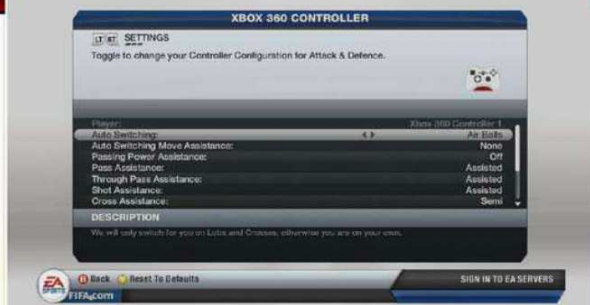 XBOX 360 CONTROLLER
LT RT SETTINGS
Toggle to change your Controller Configuration for Attack & Defence.
Player: Xbox 360 Controller 1
Auto Switching: Air Balls
Auto Switching Move Assistance: None
Passing Power Assistance: Off
Pass Assistance: Assisted
Through Pass Assistance: Assisted
Shot Assistance: Assisted
Cross Assistance: Semi
DESCRIPTION
We will only switch for you on Lobs and Crosses, otherwise you are on your own.
B Back Y Reset To Defaults SIGN IN TO EA SERVERS
EA SPORTS
FIFA.com